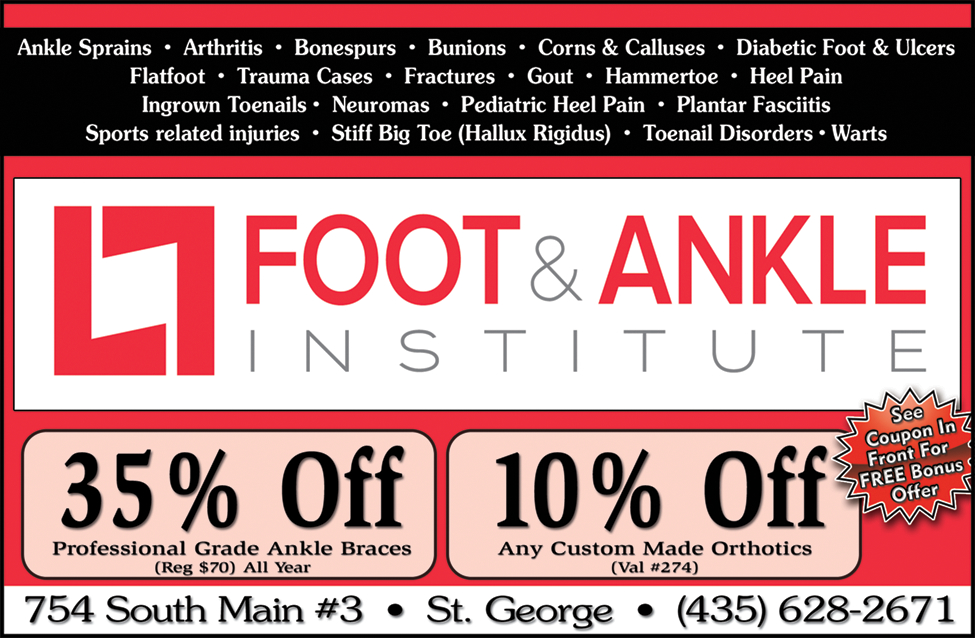 Ankle Sprains • Arthritis • Bonespurs • Bunions • Corns & Calluses • Diabetic Foot & Ulcers
Flatfoot • Trauma Cases • Fractures • Gout • Hammertoe • Heel Pain
Ingrown Toenails • Neuromas • Pediatric Heel Pain • Plantar Fasciitis
Sports related injuries • Stiff Big Toe (Hallux Rigidus) • Toenail Disorders • Warts
FOOT & ANKLE
INSTITUTE
See
Coupon In
Front For
FREE Bonus
Offer
35% Off
Professional Grade Ankle Braces
(Reg $70) All Year
10% Off
Any Custom Made Orthotics
(Val #274)
754 South Main #3 • St. George • (435) 628-2671